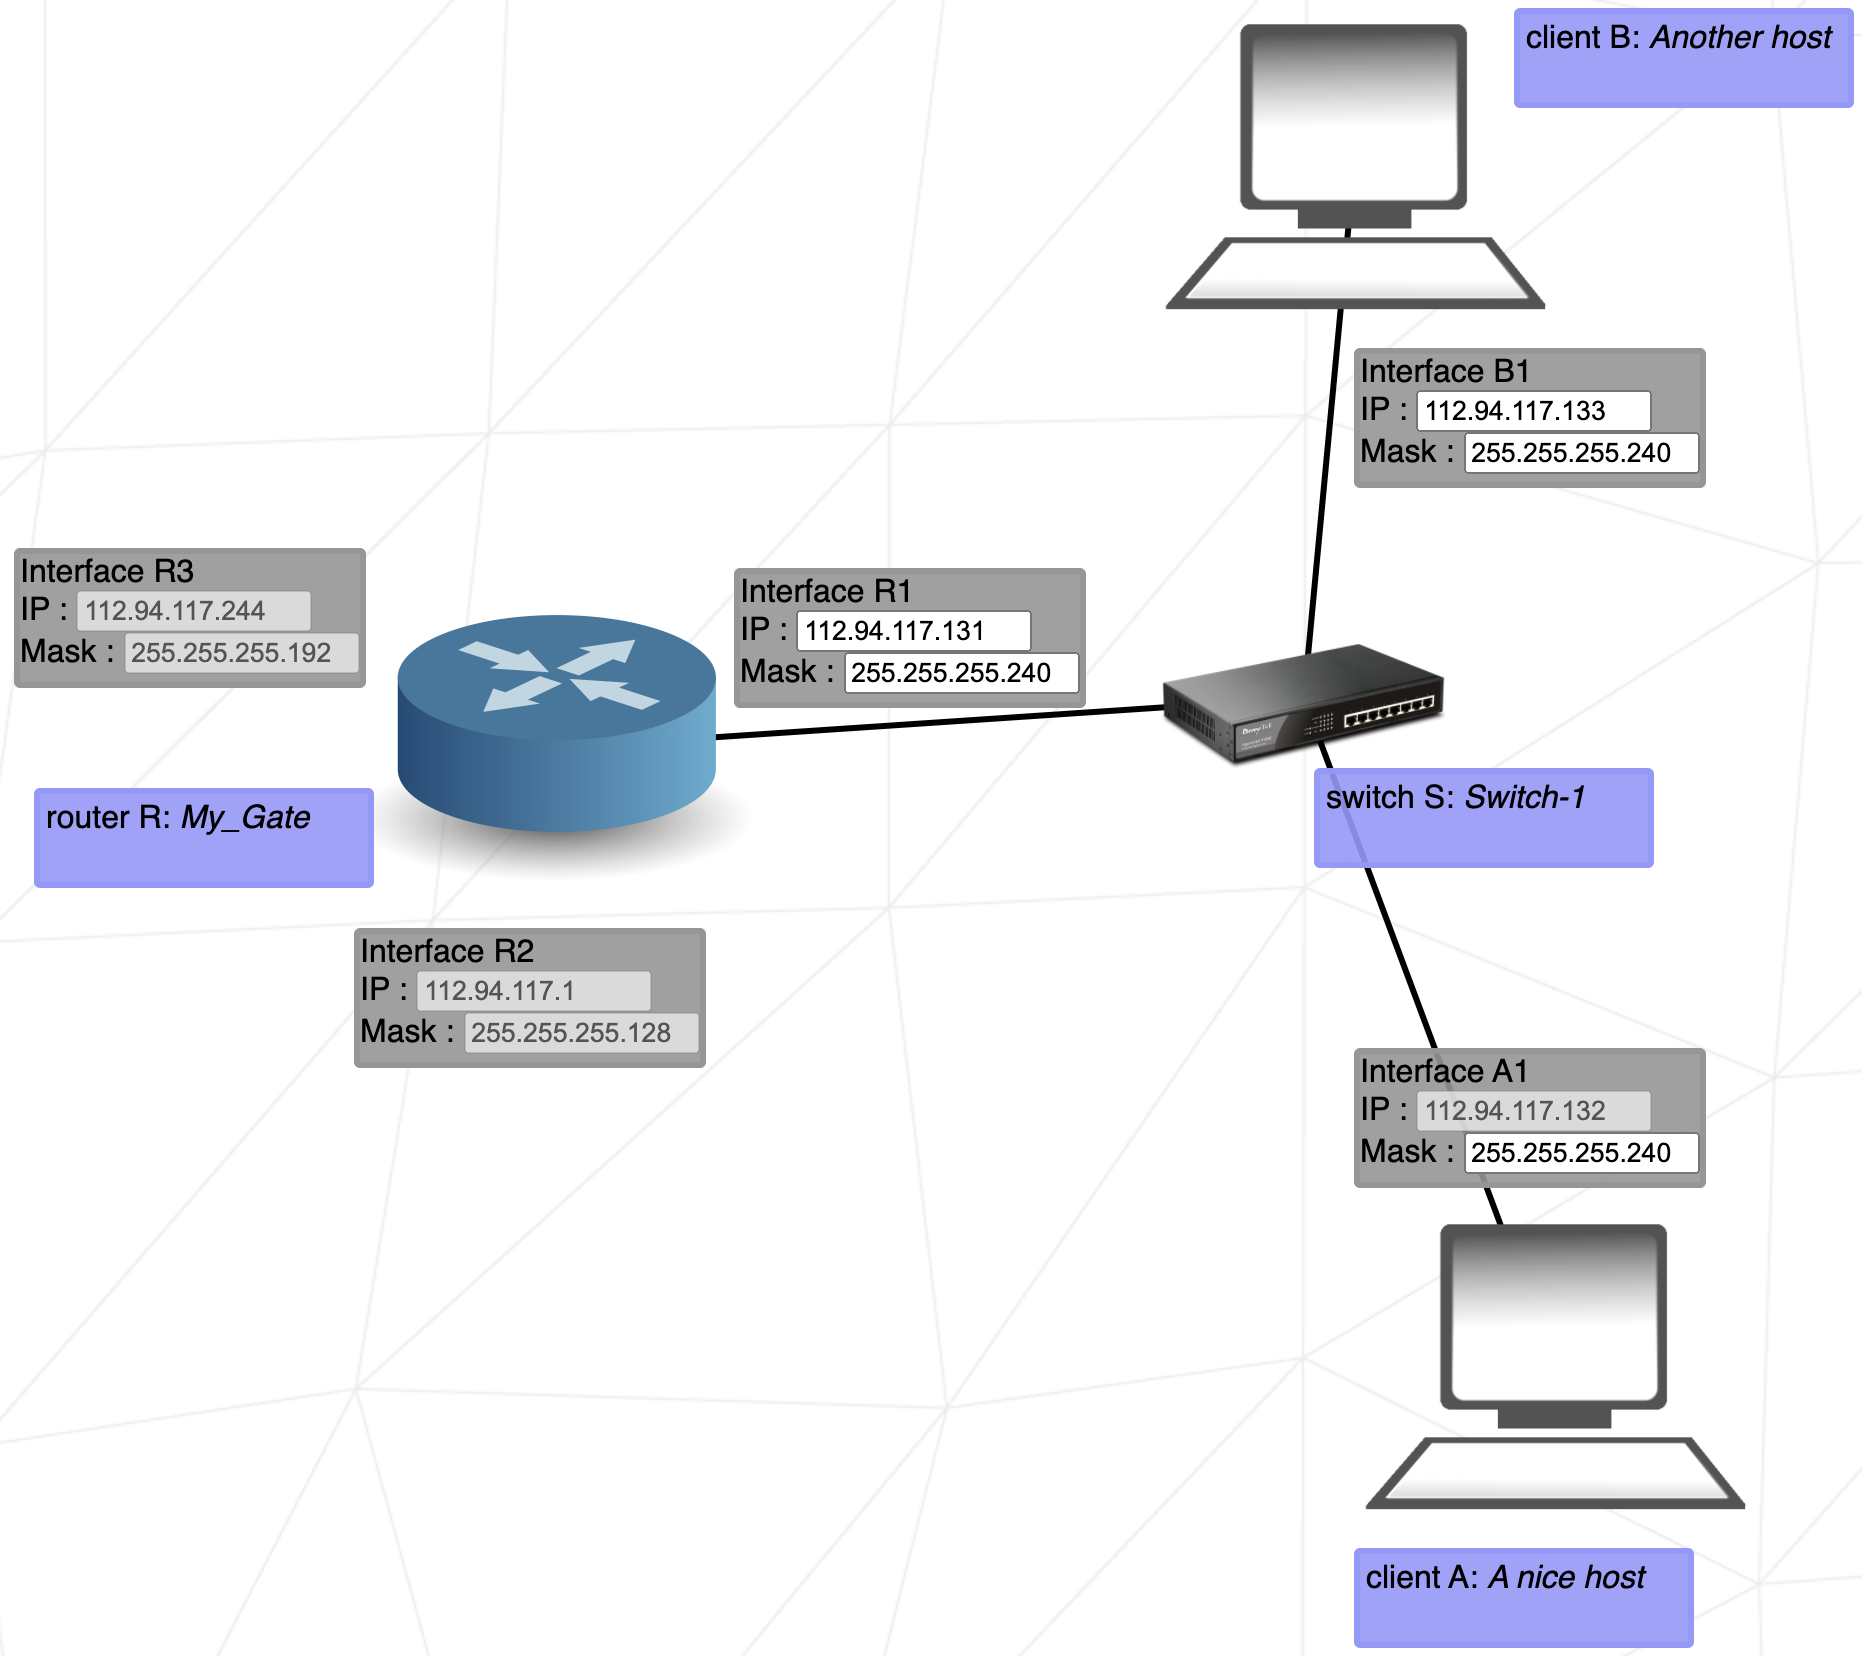 client B: Another host
Interface B1
IP : 112.94.117.133
Mask : 255.255.255.240
Interface R3
IP : 112.94.117.244
Mask : 255.255.255.192
Interface R1
IP : 112.94.117.131
Mask : 255.255.255.240
router R: My_Gate
switch S: Switch-1
Interface R2
IP : 112.94.117.1
Mask : 255.255.255.128
Interface A1
IP : 112.94.117.132
Mask : 255.255.255.240
client A: A nice host